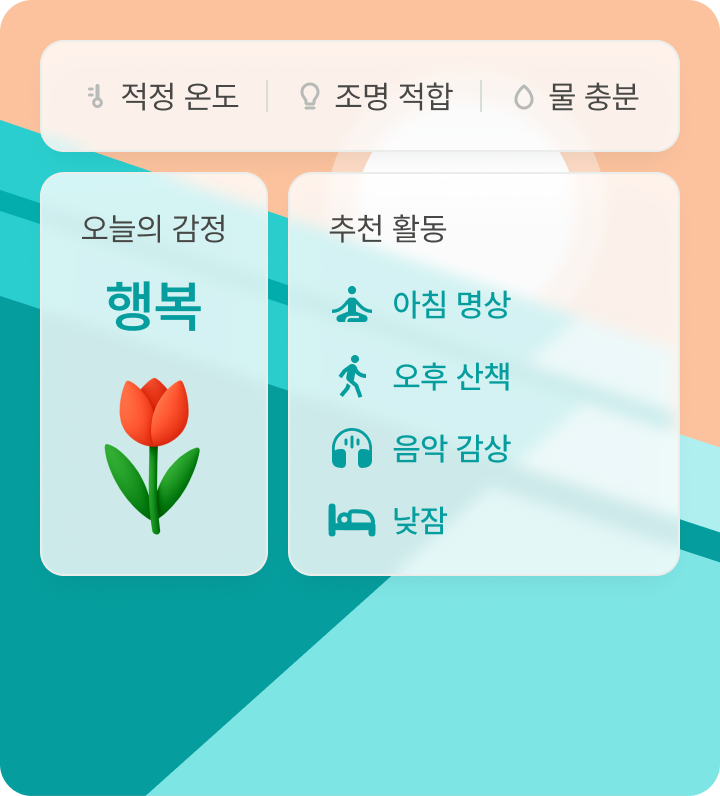 적정 온도
조명 적합
물 충분
오늘의 감정
행복
추천 활동
아침 명상
오후 산책
음악 감상
낮잠